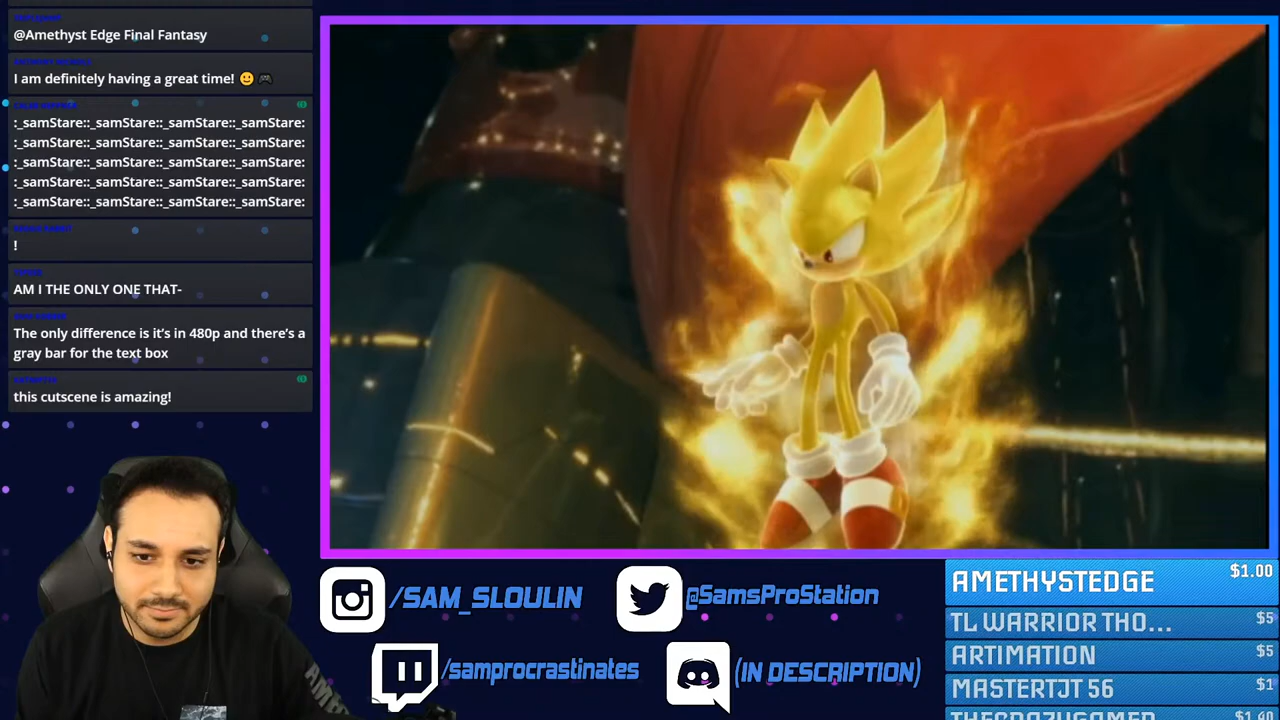 @Amethyst Edge Final Fantasy
I am definitely having a great time! 🙂 🎮
:_samStare::_samStare::_samStare::_samStare:
:_samStare::_samStare::_samStare::_samStare:
:_samStare::_samStare::_samStare::_samStare:
:_samStare::_samStare::_samStare::_samStare:
:_samStare::_samStare::_samStare::_samStare:
!
AM I THE ONLY ONE THAT-
The only difference is it's in 480p and there's a
gray bar for the text box
this cutscene is amazing!
/SAM_SLOULIN
@SamsProStation
/samprocrastinates
(IN DESCRIPTION)
AMETHYSTEDGE $1.00
TL WARRIOR THO... $5
ARTIMATION $5
MASTERTJT 56 $1